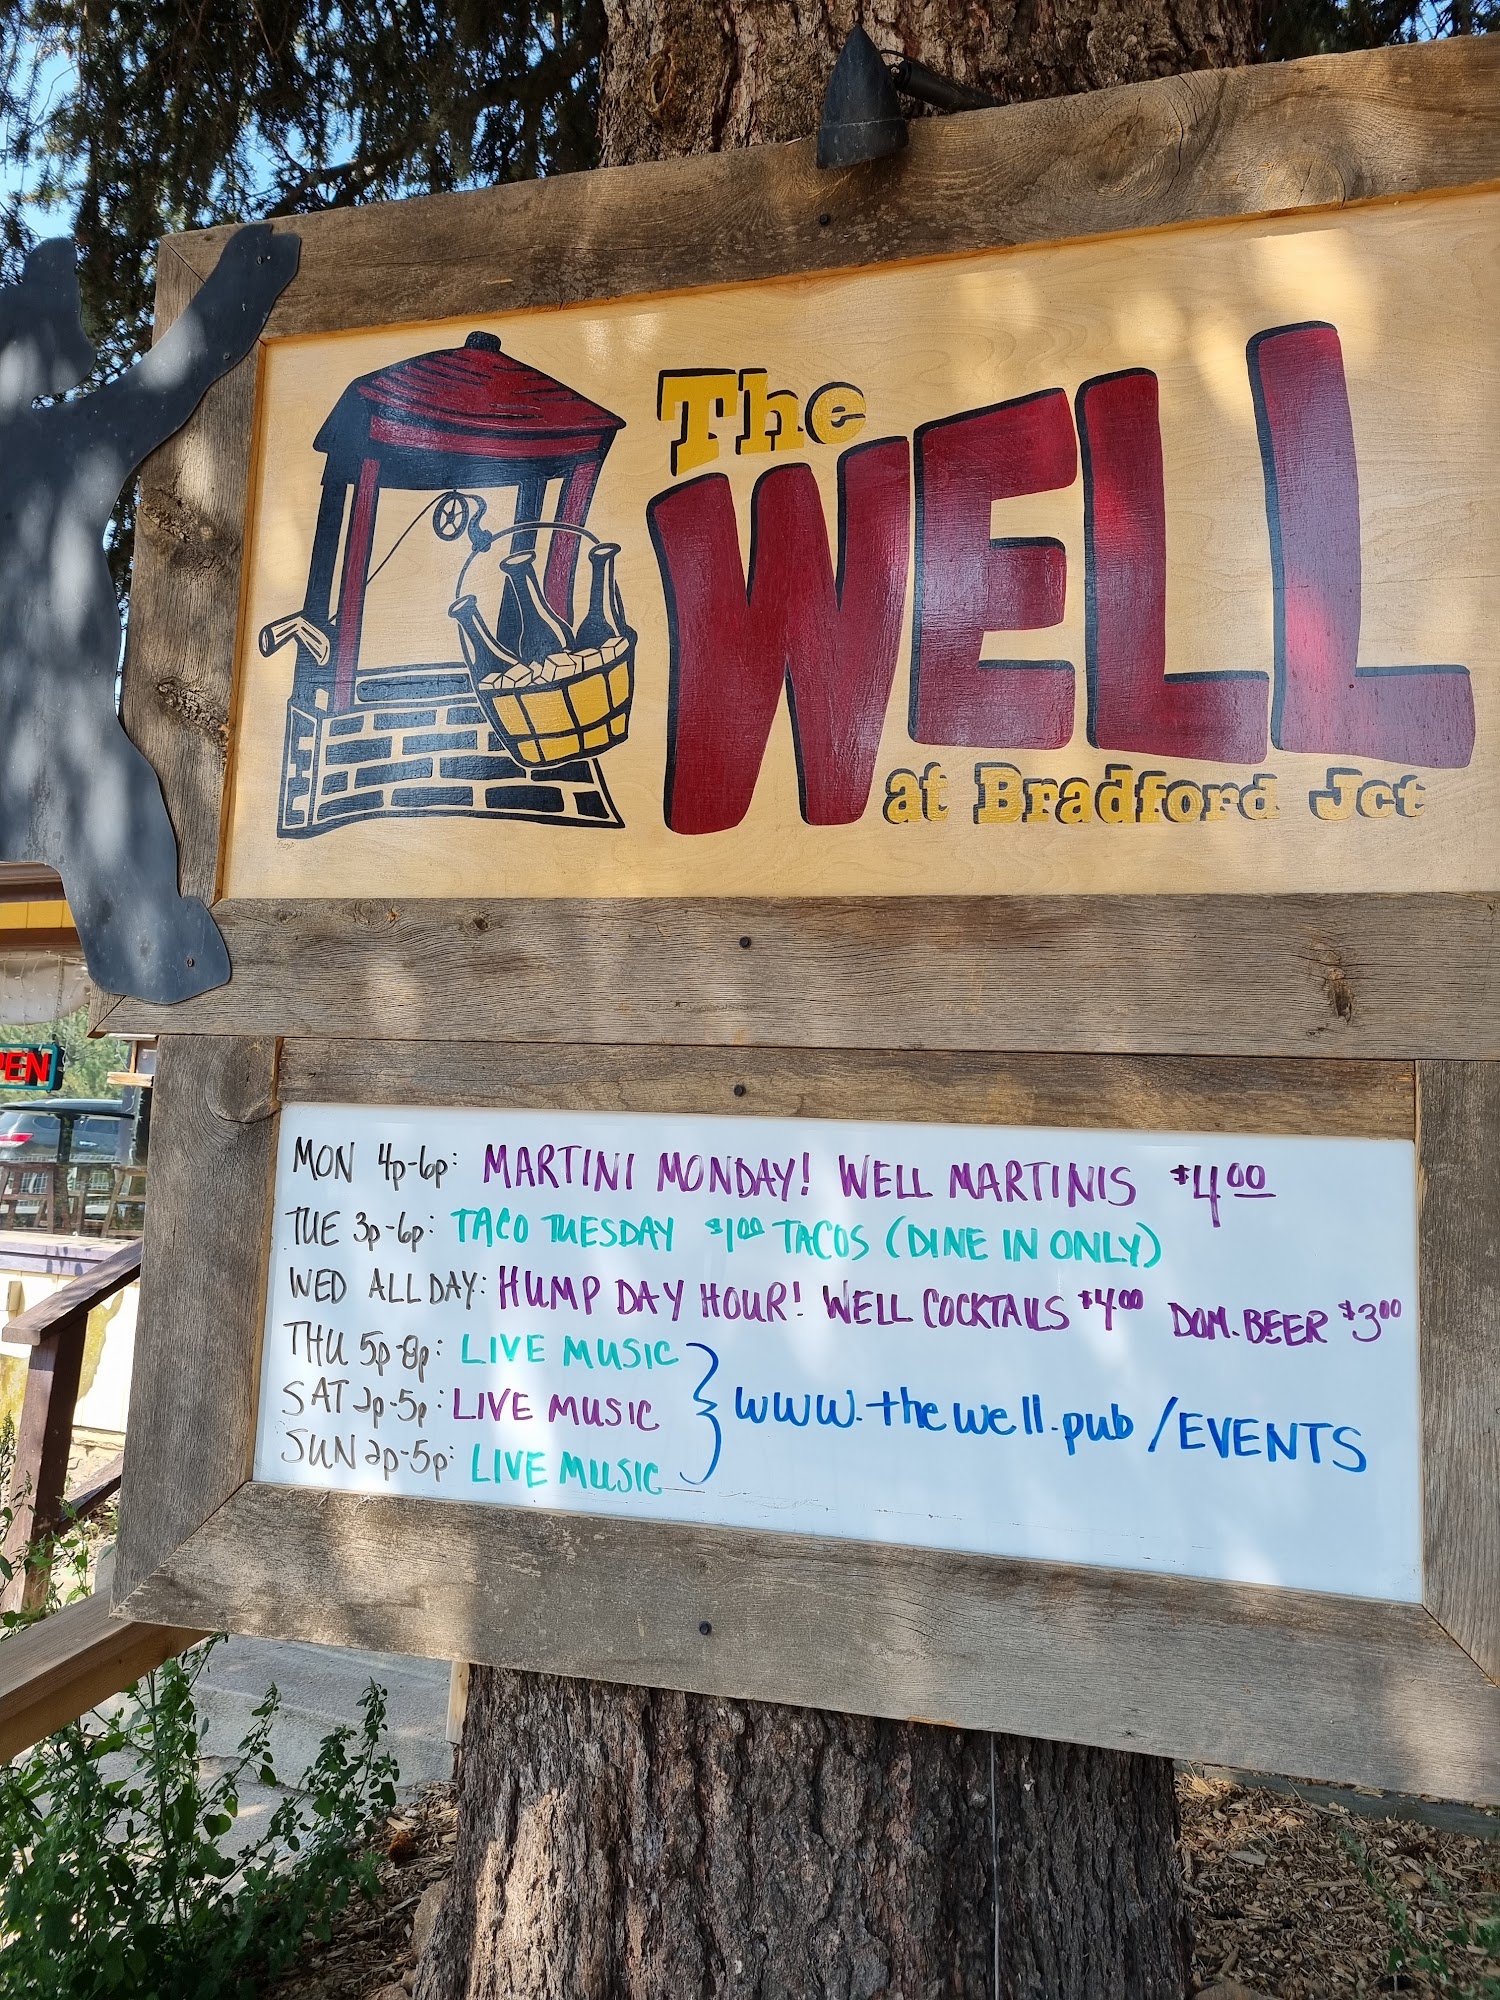 The
WELL
at Bradford Jct
PEN
MON 4p-6p: MARTINI MONDAY! WELL MARTINIS $4.00
TUE 3p-6p: TACO TUESDAY $1.00 TACOS (DINE IN ONLY)
WED ALL DAY: HUMP DAY HOUR! WELL COCKTAILS $4.00 DOM. BEER $3.00
THU 5p-8p: LIVE MUSIC
SAT 2p-5p: LIVE MUSIC
www.thewell.pub/EVENTS
SUN 2p-5p: LIVE MUSIC